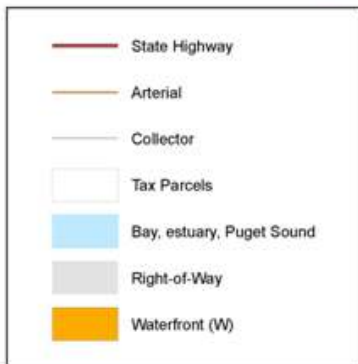 State Highway
Arterial
Collector
Tax Parcels
Bay, estuary, Puget Sound
Right-of-Way
Waterfront (W)